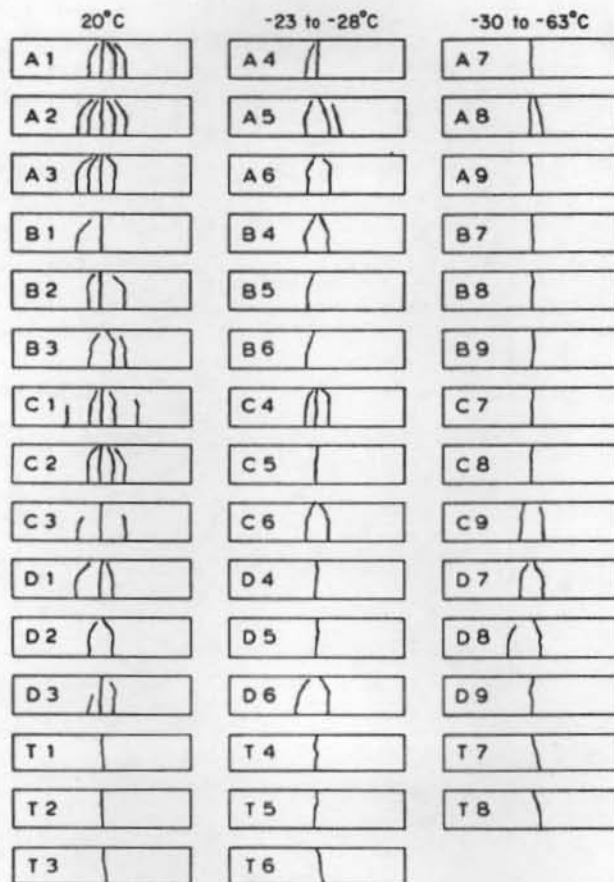 20°C -23 to -28°C -30 to -63°C
A1 A4 A7
A2 A5 A8
A3 A6 A9
B1 B4 B7
B2 B5 B8
B3 B6 B9
C1 C4 C7
C2 C5 C8
C3 C6 C9
D1 D4 D7
D2 D5 D8
D3 D6 D9
T1 T4 T7
T2 T5 T8
T3 T6